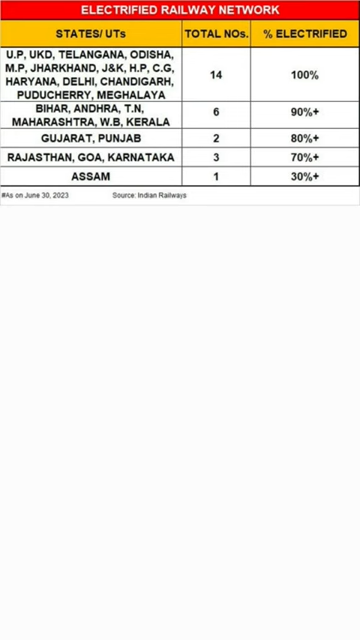 ELECTRIFIED RAILWAY NETWORK
STATES/ UTs TOTAL NOs. % ELECTRIFIED
U.P, UKD, TELANGANA, ODISHA,
M.P, JHARKHAND, J&K, H.P, C.G,
HARYANA, DELHI, CHANDIGARH,
PUDUCHERRY, MEGHALAYA
14 100%
BIHAR, ANDHRA, T.N,
MAHARASHTRA, W.B, KERALA
6 90%+
GUJARAT, PUNJAB 2 80%+
RAJASTHAN, GOA, KARNATAKA 3 70%+
ASSAM 1 30%+
#As on June 30, 2023 Source: Indian Railways